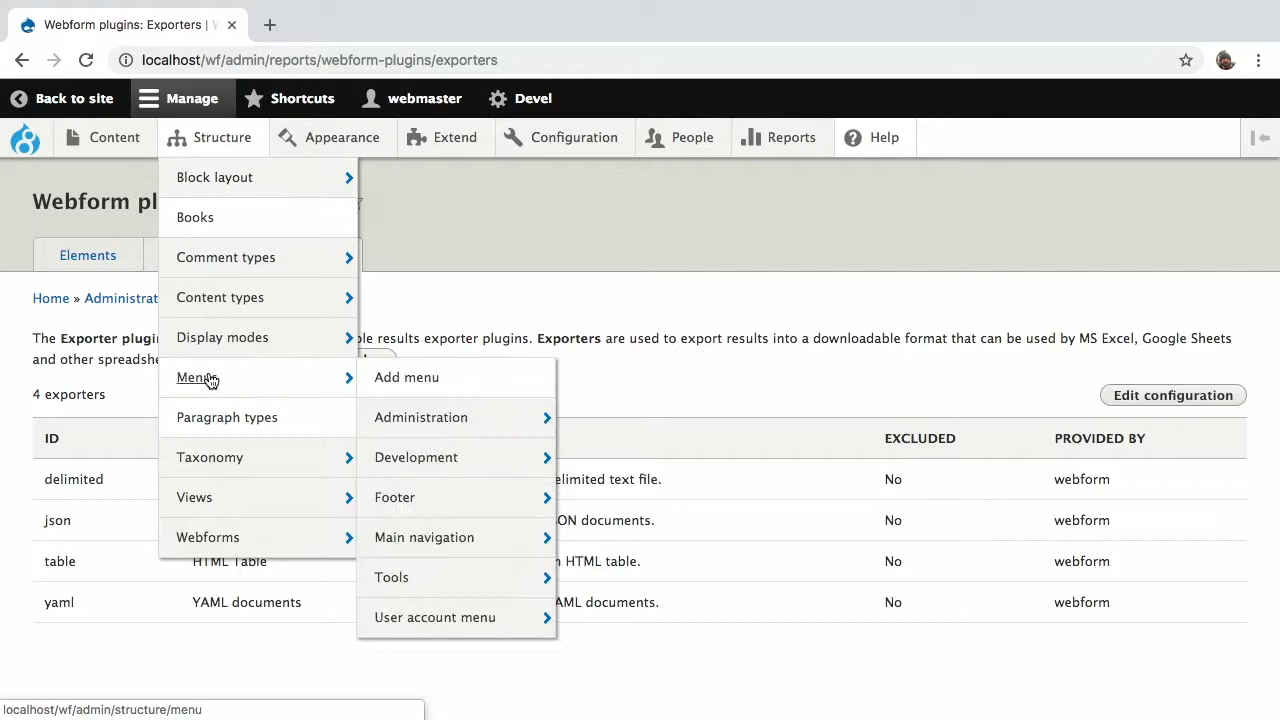 Webform plugins: Exporters |
localhost/wf/admin/reports/webform-plugins/exporters
Back to site
Manage
Shortcuts
webmaster
Devel
Content
Structure
Appearance
Extend
Configuration
People
Reports
Help
Block layout
Webform pl
Books
Elements
Comment types
Home » Administrat
Content types
The Exporter plugin
Display modes
ble results exporter plugins. Exporters are used to export results into a downloadable format that can be used by MS Excel, Google Sheets
and other spreadshe
Menus
Add menu
4 exporters
Edit configuration
Paragraph types
Administration
ID
EXCLUDED
PROVIDED BY
Taxonomy
Development
delimited
elimited text file.
No
webform
Views
Footer
json
ON documents.
No
webform
Webforms
Main navigation
table
HTML Table
HTML table.
No
webform
Tools
yaml
YAML documents
AML documents.
No
webform
User account menu
localhost/wf/admin/structure/menu